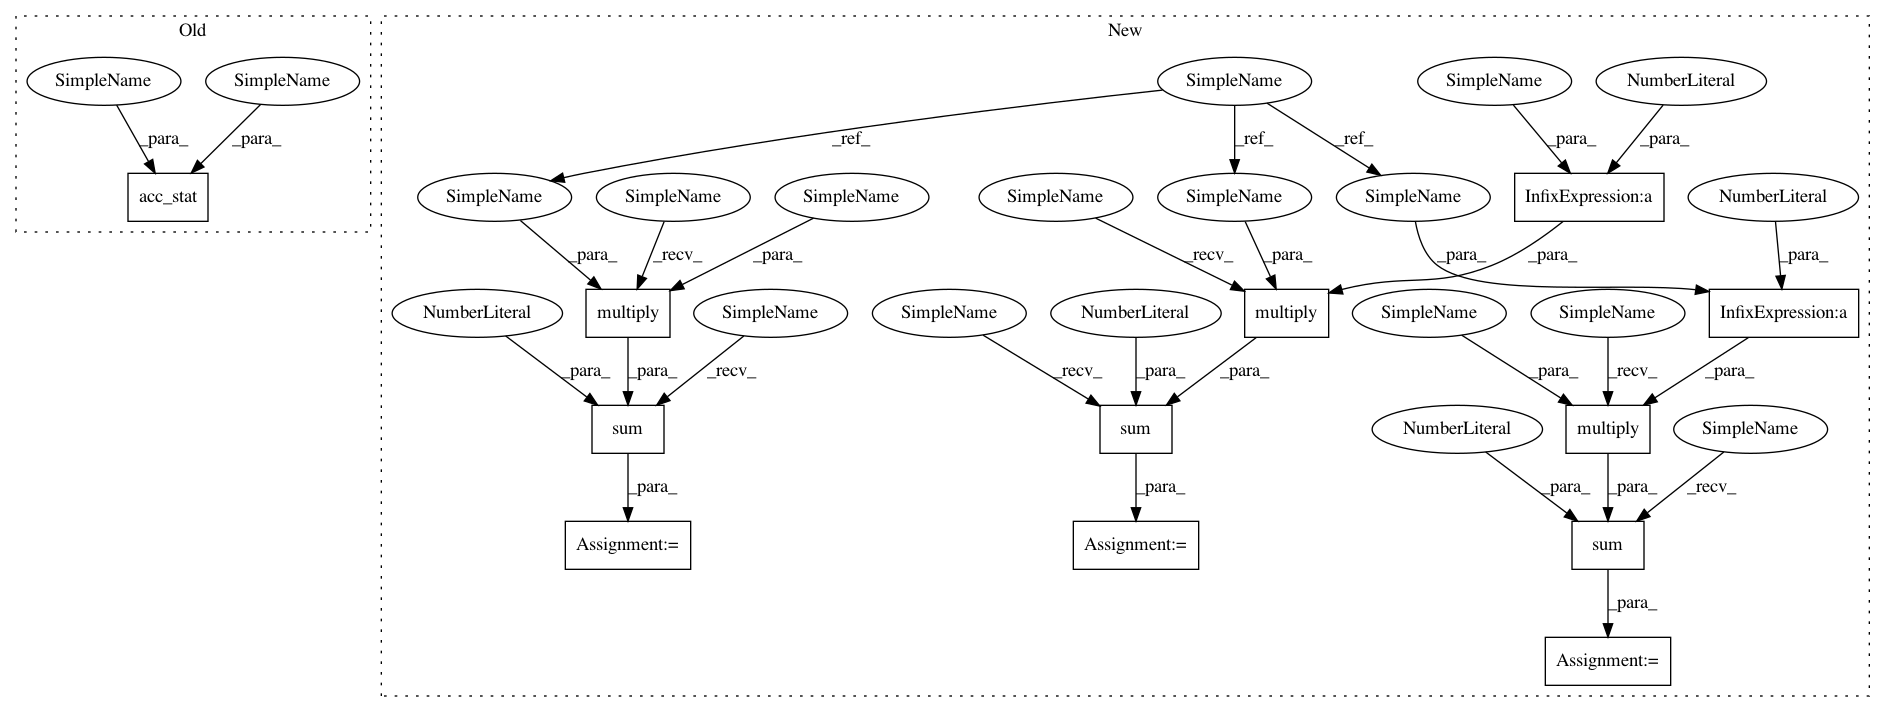 Old
New
SimpleName
SimpleName
SimpleName
SimpleName
NumberLiteral
_para_
_para_
_ref_
_ref_
_ref_
_para_
_para_
acc_stat
SimpleName
SimpleName
SimpleName
SimpleName
SimpleName
SimpleName
InfixExpression:a
NumberLiteral
_para_
_recv_
_para_
_recv_
_para_
_para_
_para_
_para_
NumberLiteral
multiply
SimpleName
SimpleName
NumberLiteral
multiply
SimpleName
SimpleName
InfixExpression:a
_para_
_para_
_recv_
_recv_
_para_
_para_
_para_
_recv_
_para_
sum
sum
NumberLiteral
multiply
SimpleName
_para_
_para_
_para_
_para_
_recv_
Assignment:=
Assignment:=
sum
_para_
Assignment:=